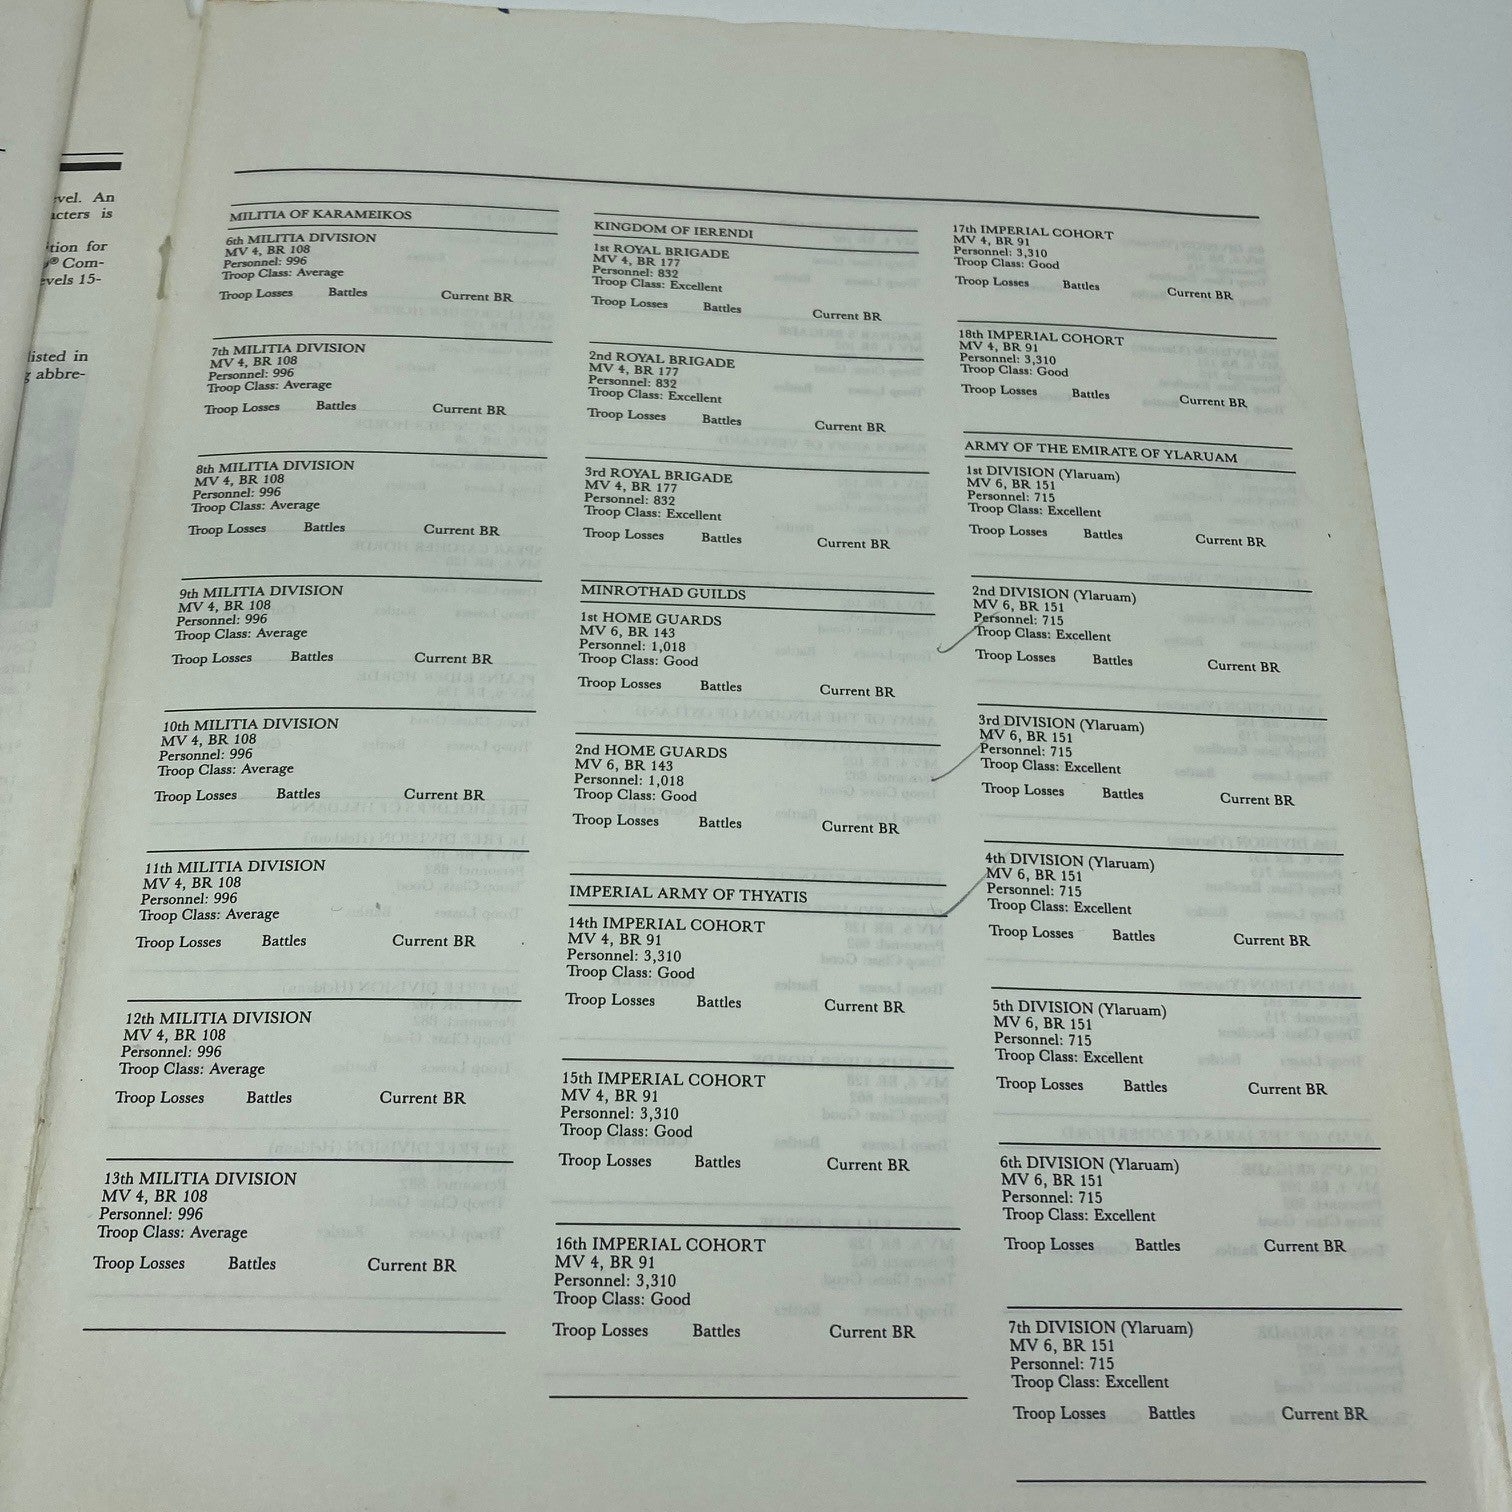 evel. An
acters is
tion for
® Com-
evels 15-
listed in
g abbre-
MILITIA OF KARAMEIKOS
6th MILITIA DIVISION
MV 4, BR 108
Personnel: 996
Troop Class: Average
Troop Losses Battles Current BR
7th MILITIA DIVISION
MV 4, BR 108
Personnel: 996
Troop Class: Average
Troop Losses Battles Current BR
8th MILITIA DIVISION
MV 4, BR 108
Personnel: 996
Troop Class: Average
Troop Losses Battles Current BR
9th MILITIA DIVISION
MV 4, BR 108
Personnel: 996
Troop Class: Average
Troop Losses Battles Current BR
10th MILITIA DIVISION
MV 4, BR 108
Personnel: 996
Troop Class: Average
Troop Losses Battles Current BR
11th MILITIA DIVISION
MV 4, BR 108
Personnel: 996
Troop Class: Average
Troop Losses Battles Current BR
12th MILITIA DIVISION
MV 4, BR 108
Personnel: 996
Troop Class: Average
Troop Losses Battles Current BR
13th MILITIA DIVISION
MV 4, BR 108
Personnel: 996
Troop Class: Average
Troop Losses Battles Current BR
KINGDOM OF IERENDI
1st ROYAL BRIGADE
MV 4, BR 177
Personnel: 832
Troop Class: Excellent
Troop Losses Battles Current BR
2nd ROYAL BRIGADE
MV 4, BR 177
Personnel: 832
Troop Class: Excellent
Troop Losses Battles Current BR
3rd ROYAL BRIGADE
MV 4, BR 177
Personnel: 832
Troop Class: Excellent
Troop Losses Battles Current BR
MINROTHAD GUILDS
1st HOME GUARDS
MV 6, BR 143
Personnel: 1,018
Troop Class: Good
Troop Losses Battles Current BR
2nd HOME GUARDS
MV 6, BR 143
Personnel: 1,018
Troop Class: Good
Troop Losses Battles Current BR
IMPERIAL ARMY OF THYATIS
14th IMPERIAL COHORT
MV 4, BR 91
Personnel: 3,310
Troop Class: Good
Troop Losses Battles Current BR
15th IMPERIAL COHORT
MV 4, BR 91
Personnel: 3,310
Troop Class: Good
Troop Losses Battles Current BR
16th IMPERIAL COHORT
MV 4, BR 91
Personnel: 3,310
Troop Class: Good
Troop Losses Battles Current BR
17th IMPERIAL COHORT
MV 4, BR 91
Personnel: 3,310
Troop Class: Good
Troop Losses Battles Current BR
18th IMPERIAL COHORT
MV 4, BR 91
Personnel: 3,310
Troop Class: Good
Troop Losses Battles Current BR
ARMY OF THE EMIRATE OF YLARUAM
1st DIVISION (Ylaruam)
MV 6, BR 151
Personnel: 715
Troop Class: Excellent
Troop Losses Battles Current BR
2nd DIVISION (Ylaruam)
MV 6, BR 151
Personnel: 715
Troop Class: Excellent
Troop Losses Battles Current BR
3rd DIVISION (Ylaruam)
MV 6, BR 151
Personnel: 715
Troop Class: Excellent
Troop Losses Battles Current BR
4th DIVISION (Ylaruam)
MV 6, BR 151
Personnel: 715
Troop Class: Excellent
Troop Losses Battles Current BR
5th DIVISION (Ylaruam)
MV 6, BR 151
Personnel: 715
Troop Class: Excellent
Troop Losses Battles Current BR
6th DIVISION (Ylaruam)
MV 6, BR 151
Personnel: 715
Troop Class: Excellent
Troop Losses Battles Current BR
7th DIVISION (Ylaruam)
MV 6, BR 151
Personnel: 715
Troop Class: Excellent
Troop Losses Battles Current BR